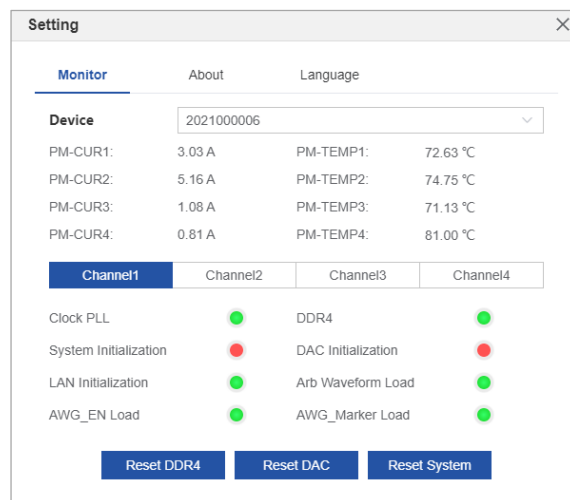 Setting
Monitor About Language
Device 2021000006
PM-CUR1: 3.03 A PM-TEMP1: 72.63 ℃
PM-CUR2: 5.16 A PM-TEMP2: 74.75 ℃
PM-CUR3: 1.08 A PM-TEMP3: 71.13 ℃
PM-CUR4: 0.81 A PM-TEMP4: 81.00 ℃
Channel1 Channel2 Channel3 Channel4
Clock PLL DDR4
System Initialization DAC Initialization
LAN Initialization Arb Waveform Load
AWG_EN Load AWG_Marker Load
Reset DDR4 Reset DAC Reset System